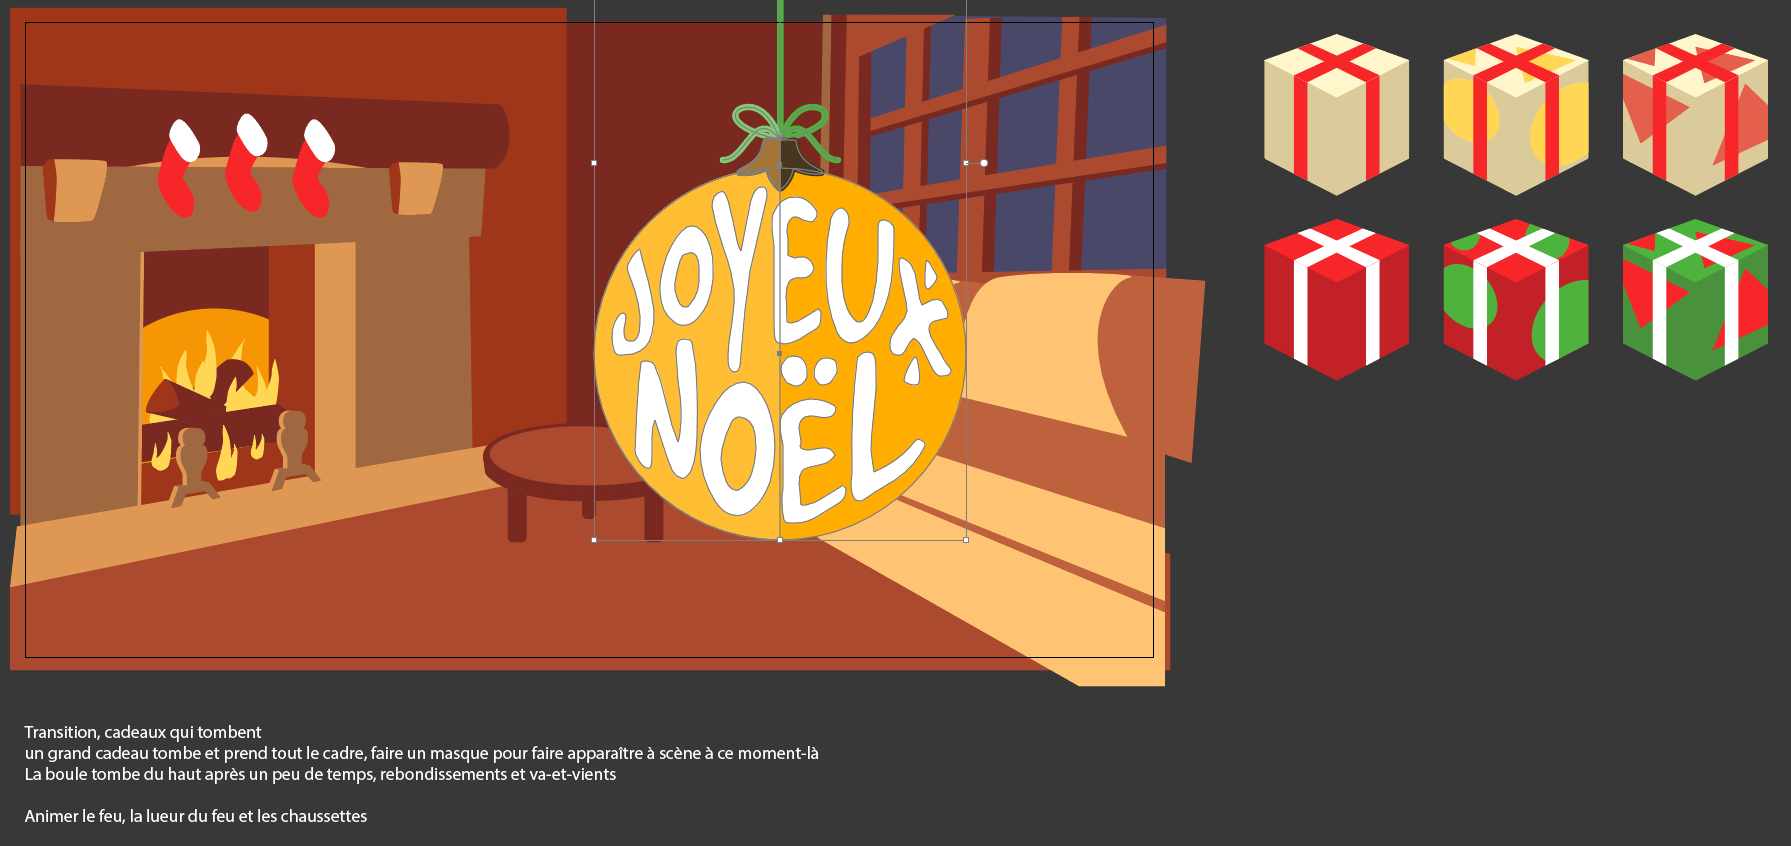 JOYEUX
NOËL
Transition, cadeaux qui tombent
un grand cadeau tombe et prend tout le cadre, faire un masque pour faire apparaître à scène à ce moment-là
La boule tombe du haut après un peu de temps, rebondissements et va-et-vients
Animer le feu, la lueur du feu et les chaussettes